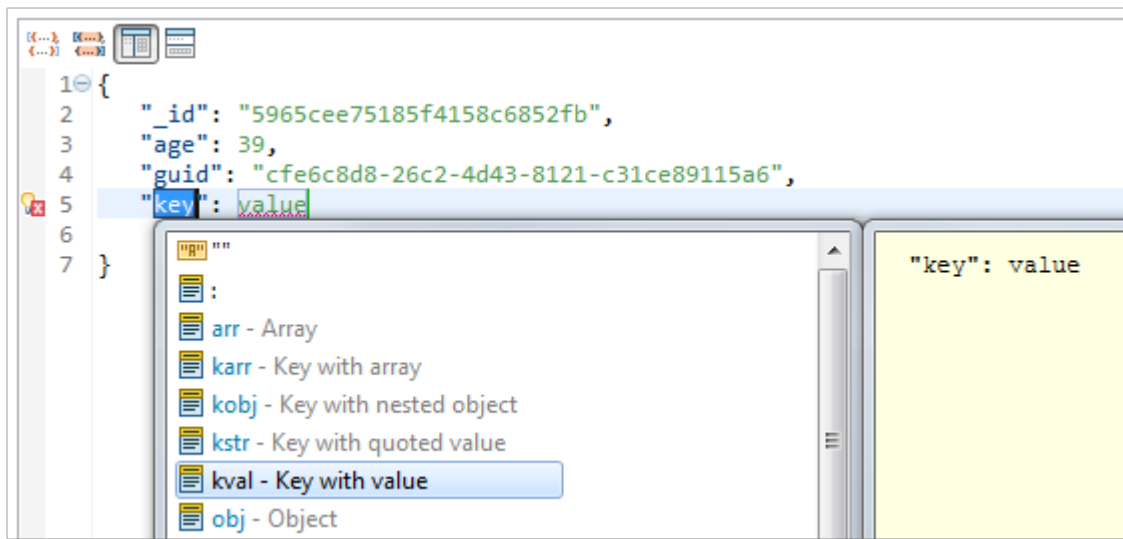 [{...}, {...}]
[{...}, {...}]
1 {
2 "_id": "5965cee75185f4158c6852fb",
3 "age": 39,
4 "guid": "cfe6c8d8-26c2-4d43-8121-c31ce89115a6",
5 "key": value
6
7 }
"A" ""
:
arr - Array
karr - Key with array
kobj - Key with nested object
kstr - Key with quoted value
kval - Key with value
obj - Object
"key": value